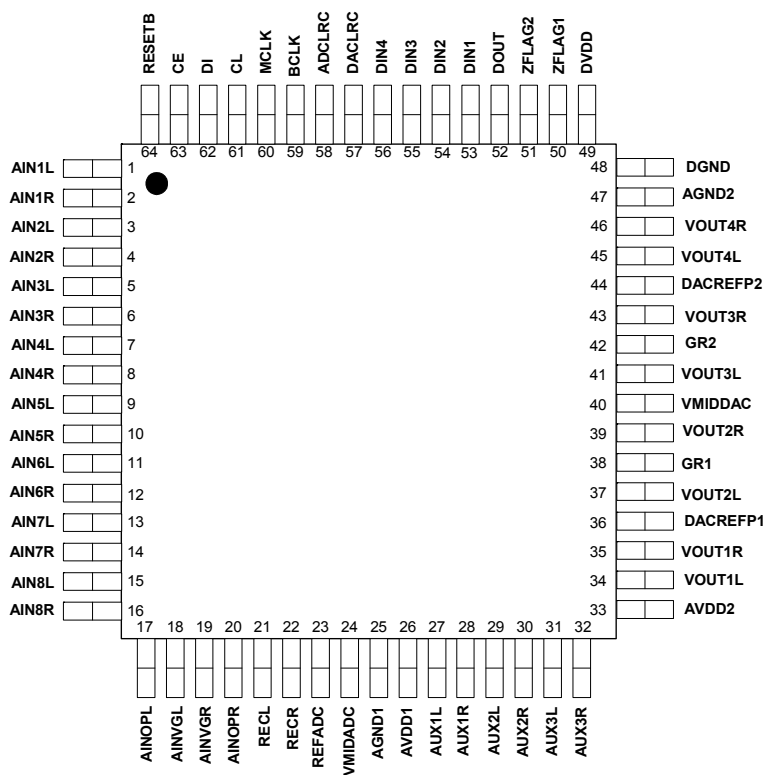 RESETB CE DI CL MCLK BCLK ADCLRC DACLRC DIN4 DIN3 DIN2 DIN1 DOUT ZFLAG2 ZFLAG1 DVDD
64 63 62 61 60 59 58 57 56 55 54 53 52 51 50 49
AIN1L 1 48 DGND
AIN1R 2 47 AGND2
AIN2L 3 46 VOUT4R
AIN2R 4 45 VOUT4L
AIN3L 5 44 DACREFP2
AIN3R 6 43 VOUT3R
AIN4L 7 42 GR2
AIN4R 8 41 VOUT3L
AIN5L 9 40 VMIDDAC
AIN5R 10 39 VOUT2R
AIN6L 11 38 GR1
AIN6R 12 37 VOUT2L
AIN7L 13 36 DACREFP1
AIN7R 14 35 VOUT1R
AIN8L 15 34 VOUT1L
AIN8R 16 33 AVDD2
17 18 19 20 21 22 23 24 25 26 27 28 29 30 31 32
AINOPL AINVGL AINVGR AINOPR RECL RECR REFADC VMIDADC AGND1 AVDD1 AUX1L AUX1R AUX2L AUX2R AUX3L AUX3R